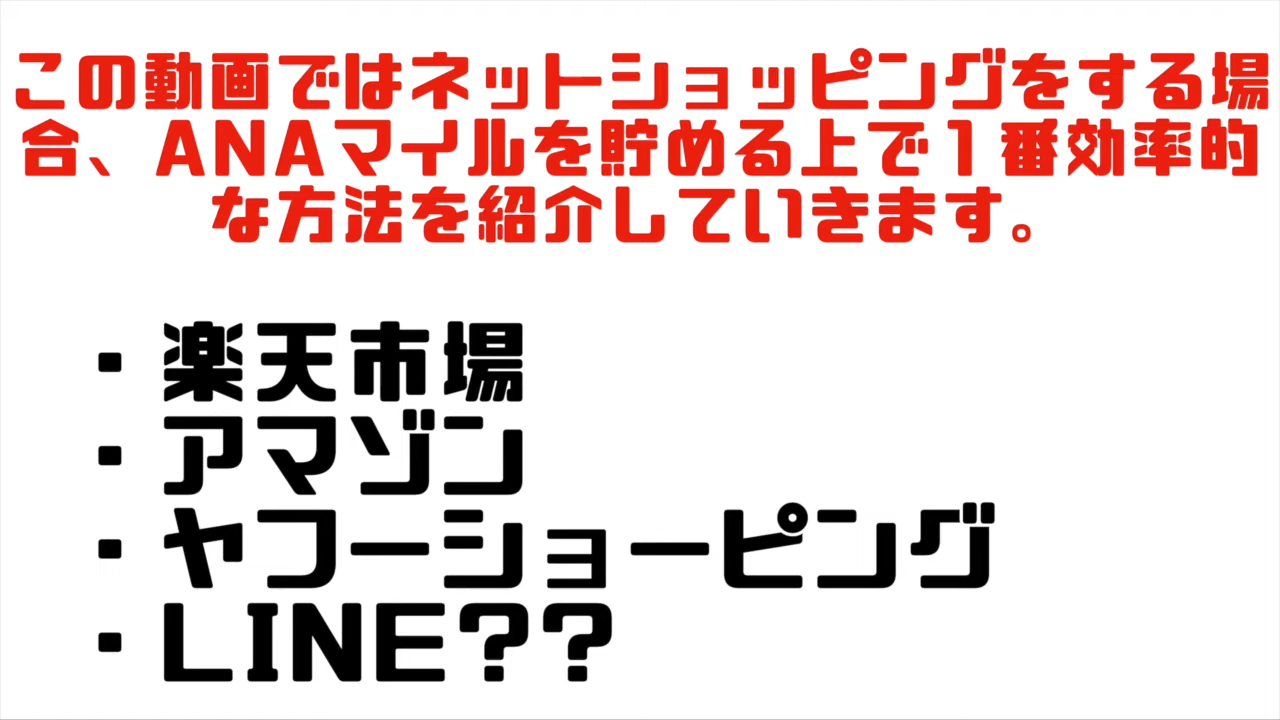 この動画ではネットショッピングをする場
合、ANAマイルを貯める上で1番効率的
な方法を紹介していきます。
・楽天市場
・アマゾン
・ヤフーショーピング
・LINE??